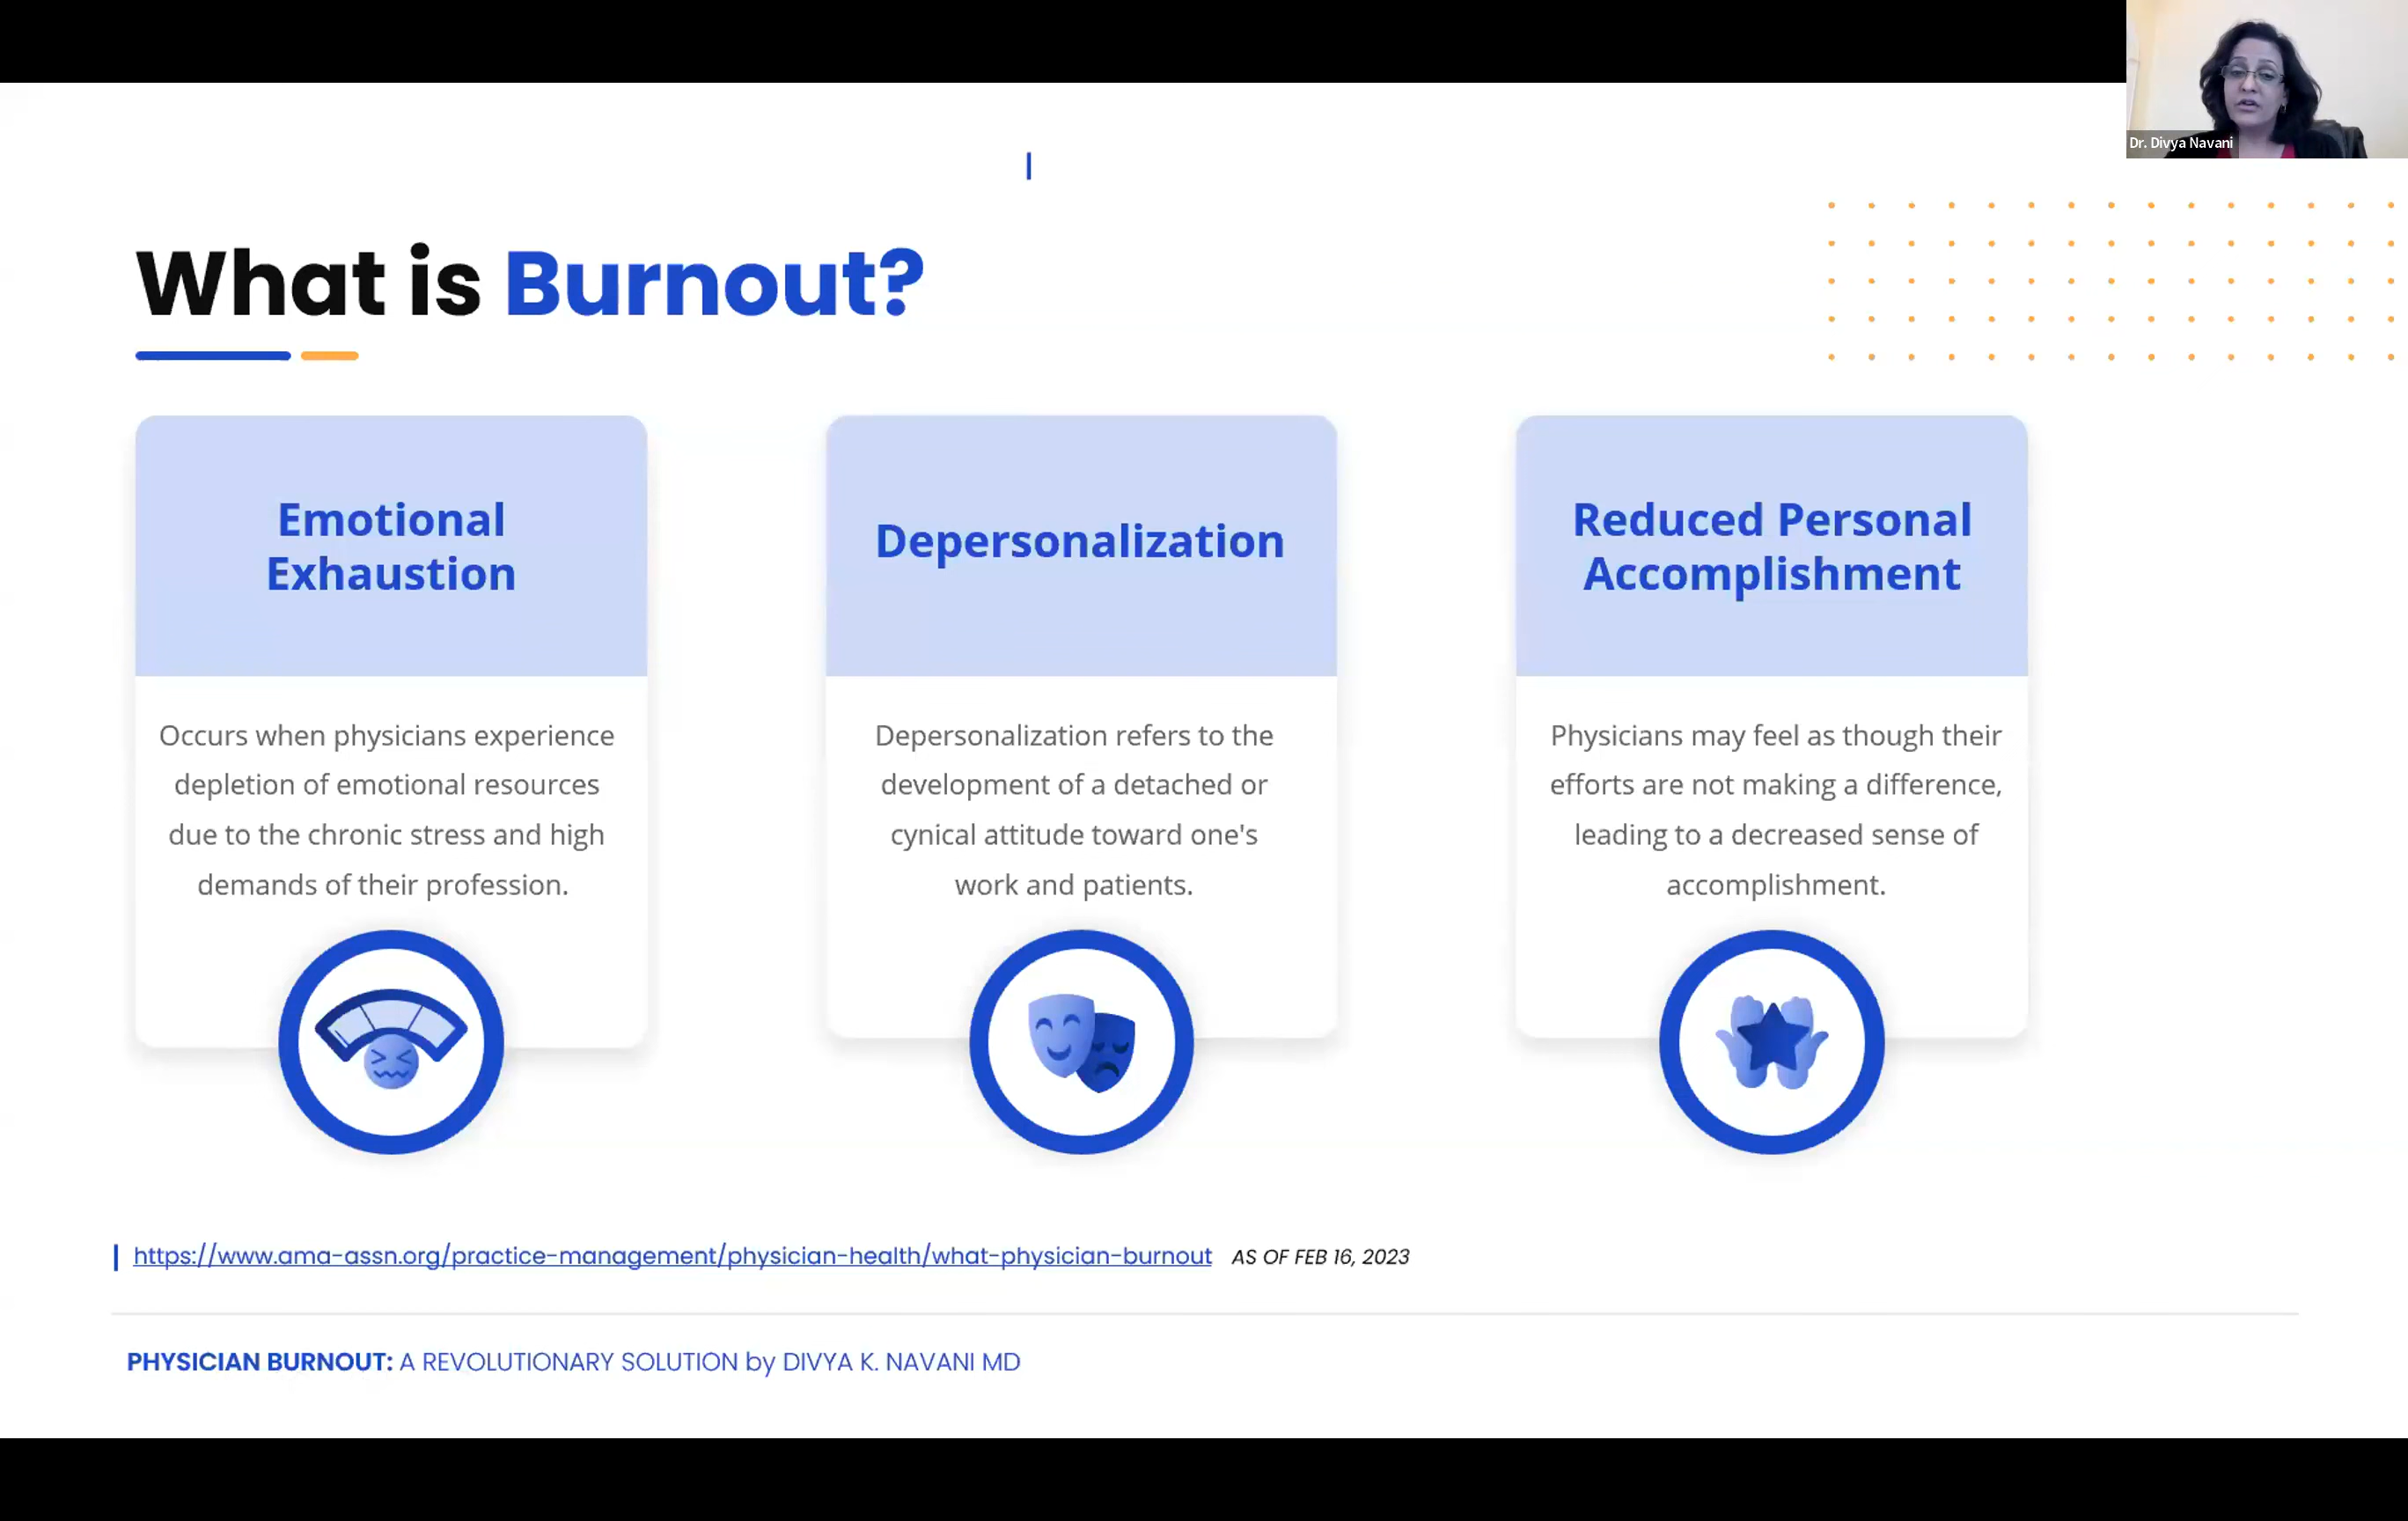 Dr. Divya Navani
What is Burnout?
Emotional
Exhaustion
Occurs when physicians experience
depletion of emotional resources
due to the chronic stress and high
demands of their profession.
Depersonalization
Depersonalization refers to the
development of a detached or
cynical attitude toward one's
work and patients.
Reduced Personal
Accomplishment
Physicians may feel as though their
efforts are not making a difference,
leading to a decreased sense of
accomplishment.
https://www.ama-assn.org/practice-management/physician-health/what-physician-burnout AS OF FEB 16, 2023
PHYSICIAN BURNOUT: A REVOLUTIONARY SOLUTION by DIVYA K. NAVANI MD